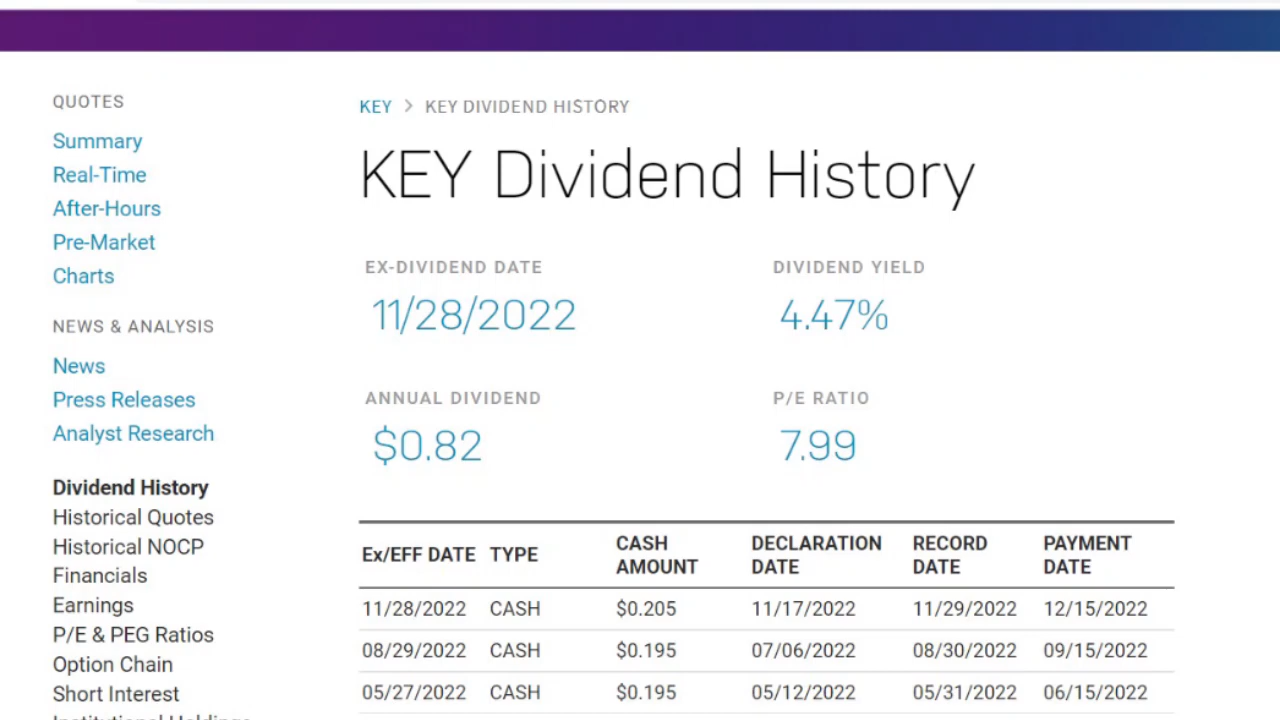 QUOTES
Summary
Real-Time
After-Hours
Pre-Market
Charts
NEWS & ANALYSIS
News
Press Releases
Analyst Research
Dividend History
Historical Quotes
Historical NOCP
Financials
Earnings
P/E & PEG Ratios
Option Chain
Short Interest
KEY > KEY DIVIDEND HISTORY
KEY Dividend History
EX-DIVIDEND DATE
11/28/2022
DIVIDEND YIELD
4.47%
ANNUAL DIVIDEND
$0.82
P/E RATIO
7.99
Ex/EFF DATE TYPE CASH AMOUNT DECLARATION DATE RECORD DATE PAYMENT DATE
11/28/2022 CASH $0.205 11/17/2022 11/29/2022 12/15/2022
08/29/2022 CASH $0.195 07/06/2022 08/30/2022 09/15/2022
05/27/2022 CASH $0.195 05/12/2022 05/31/2022 06/15/2022